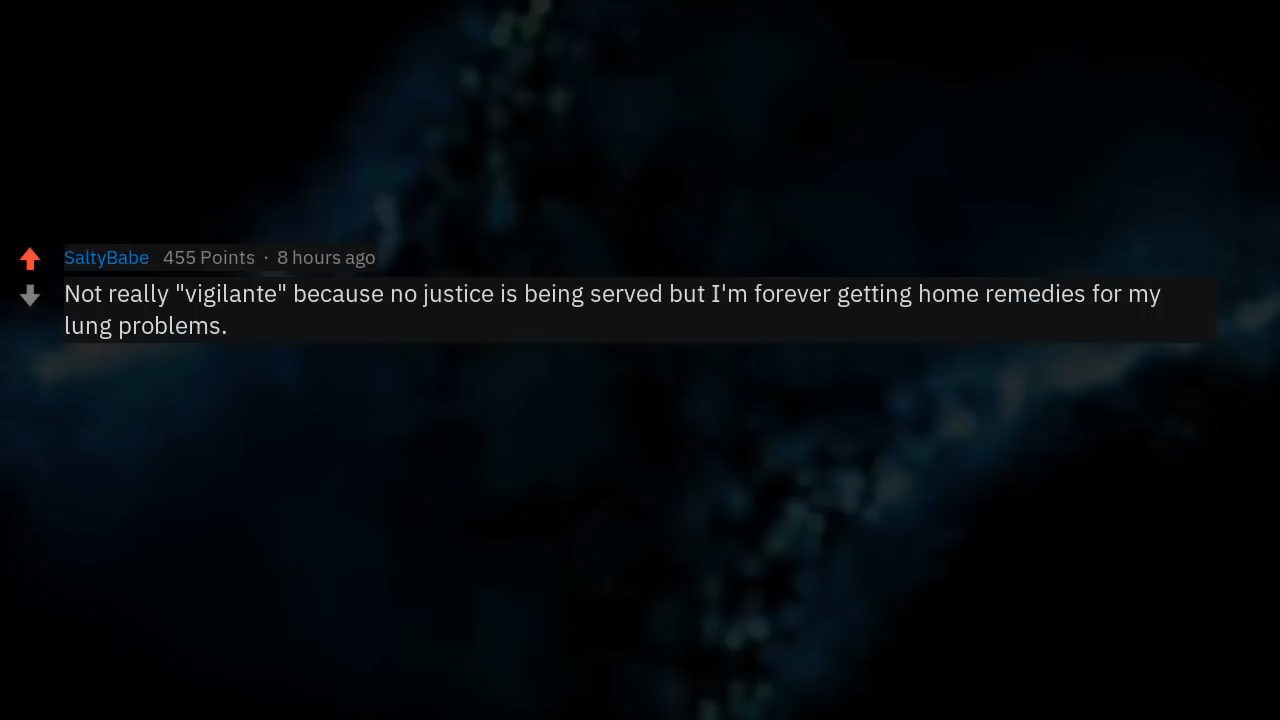 SaltyBabe 455 Points · 8 hours ago
Not really "vigilante" because no justice is being served but I'm forever getting home remedies for my
lung problems.